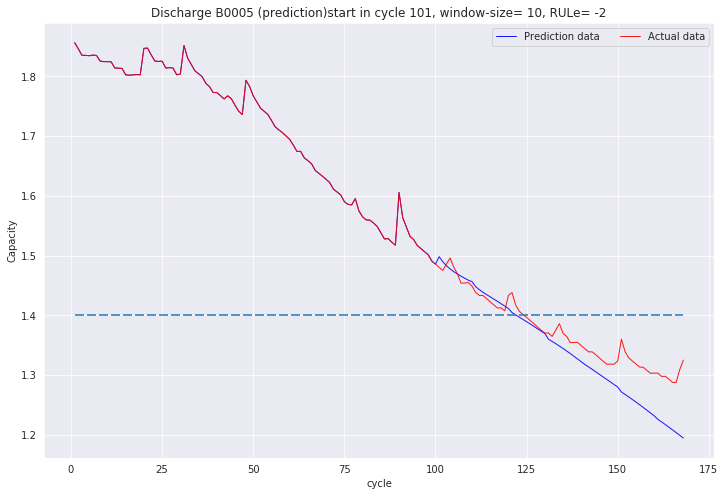 Discharge B0005 (prediction)start in cycle 101, window-size= 10, RULe= -2
Prediction data Actual data
Capacity
1.8
1.7
1.6
1.5
1.4
1.3
1.2
0 25 50 75 100 125 150 175
cycle